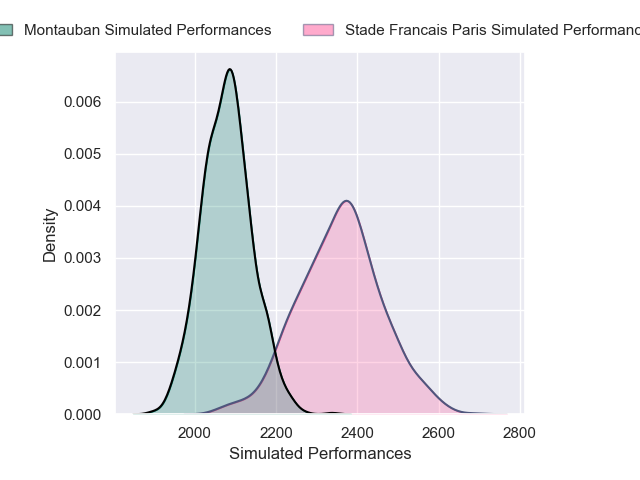 Montauban Simulated Performances
Stade Francais Paris Simulated
0.006
0.005
0.004
0.003
0.002
0.001
0.000
Density
2000 2200 2400 2600 2800
Simulated Performances